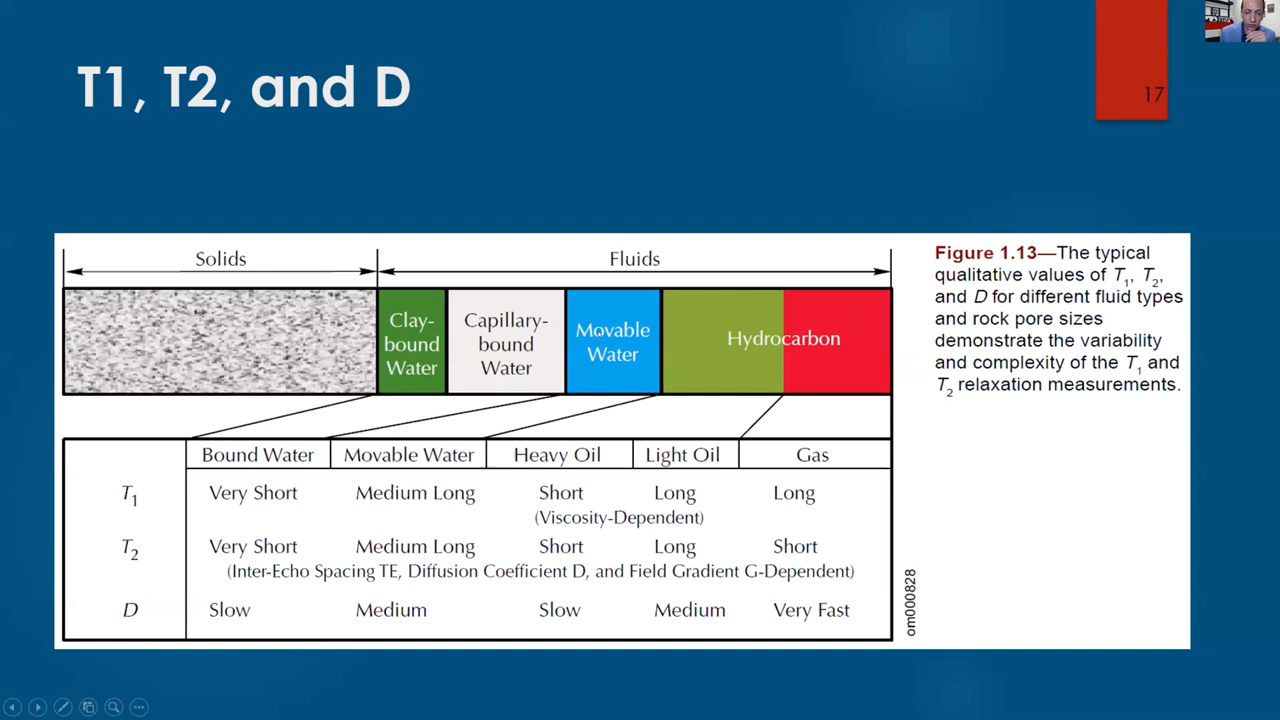 T1, T2, and D
17
Solids
Fluids
Clay-
bound
Water
Capillary-
bound
Water
Movable
Water
Hydrocarbon
Bound Water
Movable Water
Heavy Oil
Light Oil
Gas
T1
Very Short
Medium Long
Short
Long
Long
(Viscosity-Dependent)
T2
Very Short
Medium Long
Short
Long
Short
(Inter-Echo Spacing TE, Diffusion Coefficient D, and Field Gradient G-Dependent)
D
Slow
Medium
Slow
Medium
Very Fast
om000828
Figure 1.13—The typical
qualitative values of T1, T2,
and D for different fluid types
and rock pore sizes
demonstrate the variability
and complexity of the T1 and
T2 relaxation measurements.